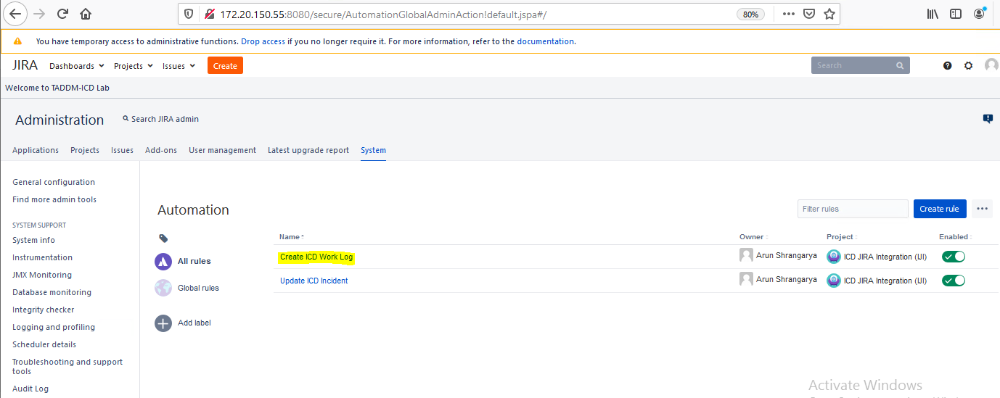 172.20.150.55:8080/secure/AutomationGlobalAdminAction!default.jspa#/ 80%
You have temporary access to administrative functions. Drop access if you no longer require it. For more information, refer to the documentation.
JIRA Dashboards Projects Issues Create Search
Welcome to TADDM-ICD Lab
Administration Search JIRA admin
Applications Projects Issues Add-ons User management Latest upgrade report System
General configuration
Find more admin tools
SYSTEM SUPPORT
System info
Instrumentation
JMX Monitoring
Database monitoring
Integrity checker
Logging and profiling
Scheduler details
Troubleshooting and support
tools
Audit Log
Automation Filter rules Create rule
All rules
Global rules
Add label
Name Owner Project Enabled
Create ICD Work Log Arun Shrangarya ICD JIRA Integration (IJI)
Update ICD Incident Arun Shrangarya ICD JIRA Integration (IJI)
Activate Windows